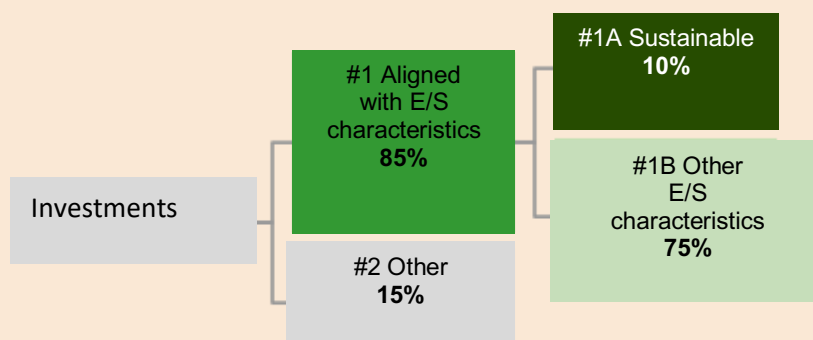 Investments
#1 Aligned
with E/S
characteristics
85%
#2 Other
15%
#1A Sustainable
10%
#1B Other
E/S
characteristics
75%